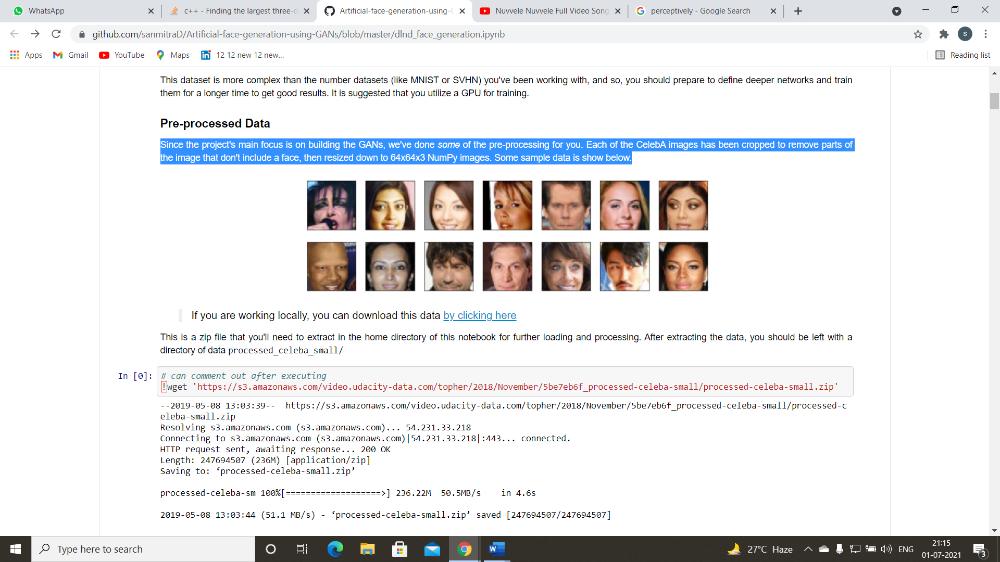 WhatsApp
c++ - Finding the largest three-d
Artificial-face-generation-using-G
Nuvvele Nuvvele Full Video Song
perceptively - Google Search
github.com/sanmitraD/Artificial-face-generation-using-GANs/blob/master/dlnd_face_generation.ipynb
S
Apps
Gmail
YouTube
Maps
12 12 new 12 new...
Reading list
This dataset is more complex than the number datasets (like MNIST or SVHN) you've been working with, and so, you should prepare to define deeper networks and train
them for a longer time to get good results. It is suggested that you utilize a GPU for training.
Pre-processed Data
Since the project's main focus is on building the GANs, we've done some of the pre-processing for you. Each of the CelebA images has been cropped to remove parts of
the image that don't include a face, then resized down to 64x64x3 NumPy images. Some sample data is show below.
If you are working locally, you can download this data by clicking here
This is a zip file that you'll need to extract in the home directory of this notebook for further loading and processing. After extracting the data, you should be left with a
directory of data processed_celeba_small/
In [0]:
# can comment out after executing
!wget 'https://s3.amazonaws.com/video.udacity-data.com/topher/2018/November/5be7eb6f_processed-celeba-small/processed-celeba-small.zip'
--2019-05-08 13:03:39--  https://s3.amazonaws.com/video.udacity-data.com/topher/2018/November/5be7eb6f_processed-celeba-small/processed-c
eleba-small.zip
Resolving s3.amazonaws.com (s3.amazonaws.com)... 54.231.33.218
Connecting to s3.amazonaws.com (s3.amazonaws.com)|54.231.33.218|:443... connected.
HTTP request sent, awaiting response... 200 OK
Length: 247694507 (236M) [application/zip]
Saving to: ‘processed-celeba-small.zip’
processed-celeba-sm 100%[===================>] 236.22M  50.5MB/s    in 4.6s
2019-05-08 13:03:44 (51.1 MB/s) - ‘processed-celeba-small.zip’ saved [247694507/247694507]
Type here to search
W
27°C Haze
ENG
21:15
01-07-2021
3